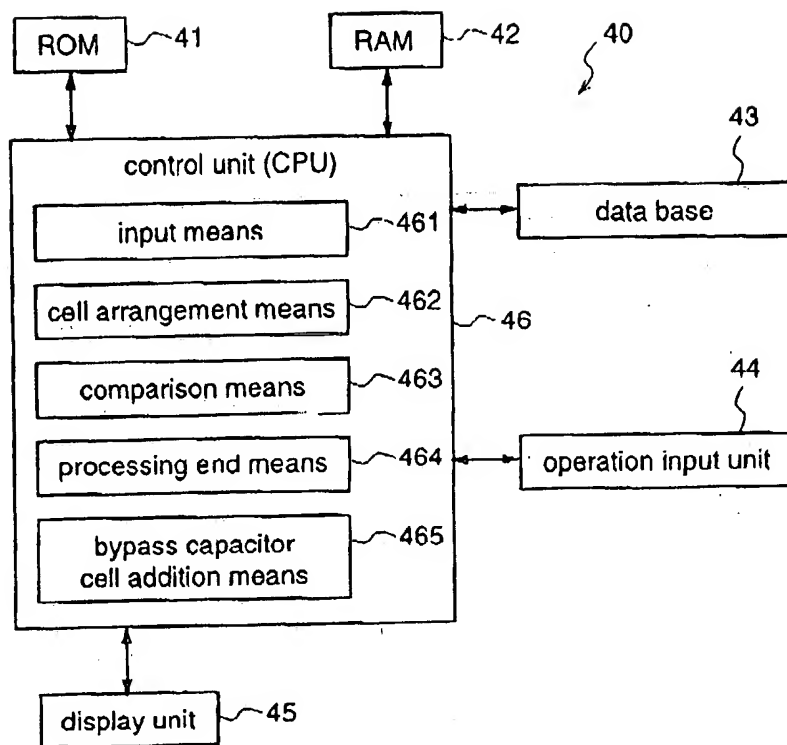 ROM 41
RAM 42
40
control unit (CPU)
43
data base
input means 461
cell arrangement means 462
46
comparison means 463
44
processing end means 464
operation input unit
bypass capacitor 465
cell addition means
display unit 45